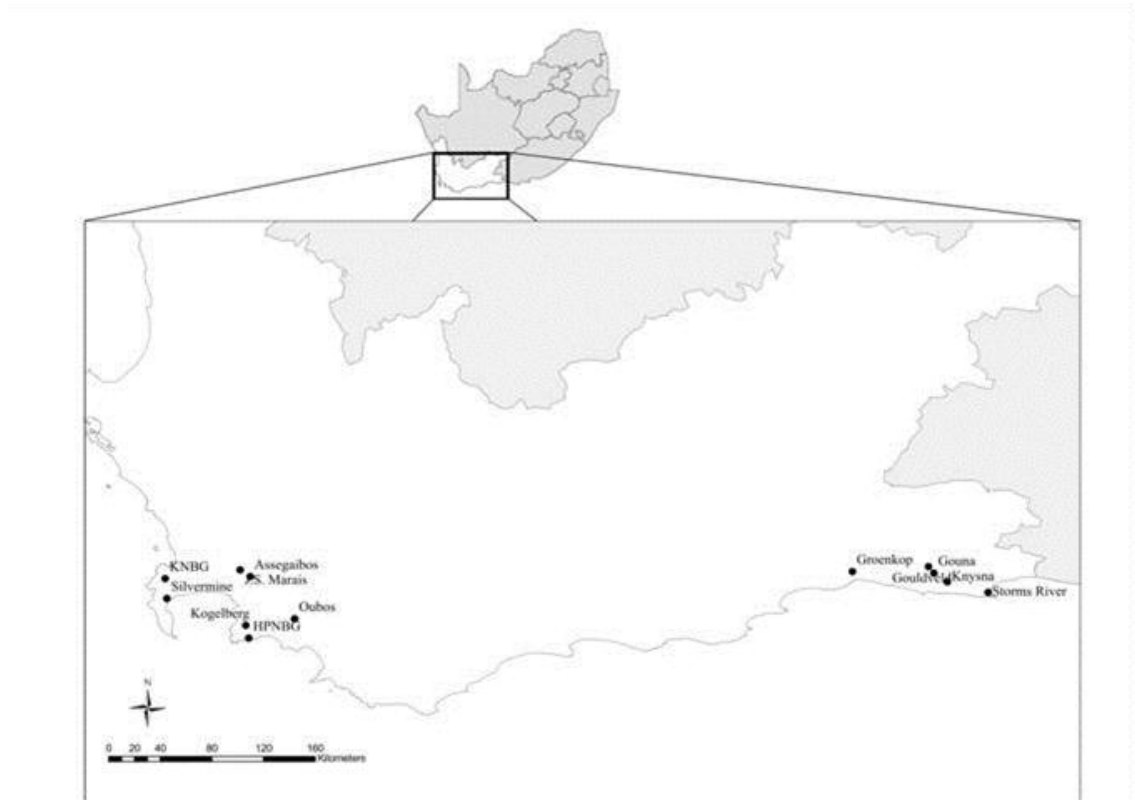 KNBG
Assegaibos
J.S. Marais
Silvermine
Oubos
Kogelberg
HPNBG
Groenkop
Gouna
Gouldveld
Knysna
Storms River
N
0 20 40 80 120 160
Kilometers